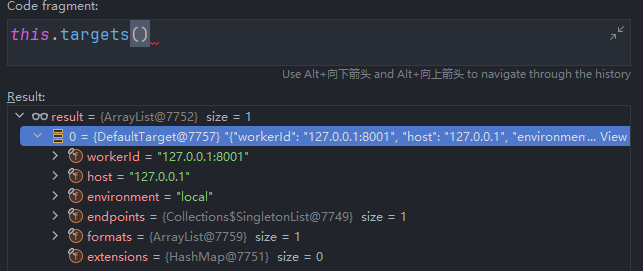 Code fragment:
this.targets()
Use Alt+向下箭头 and Alt+向上箭头 to navigate through the history
Result:
result = {ArrayList@7752} size = 1
0 = {DefaultTarget@7757} "{"workerId": "127.0.0.1:8001", "host": "127.0.0.1", "environmen... View
workerId = "127.0.0.1:8001"
host = "127.0.0.1"
environment = "local"
endpoints = {Collections$SingletonList@7749} size = 1
formats = {ArrayList@7759} size = 1
extensions = {HashMap@7751} size = 0